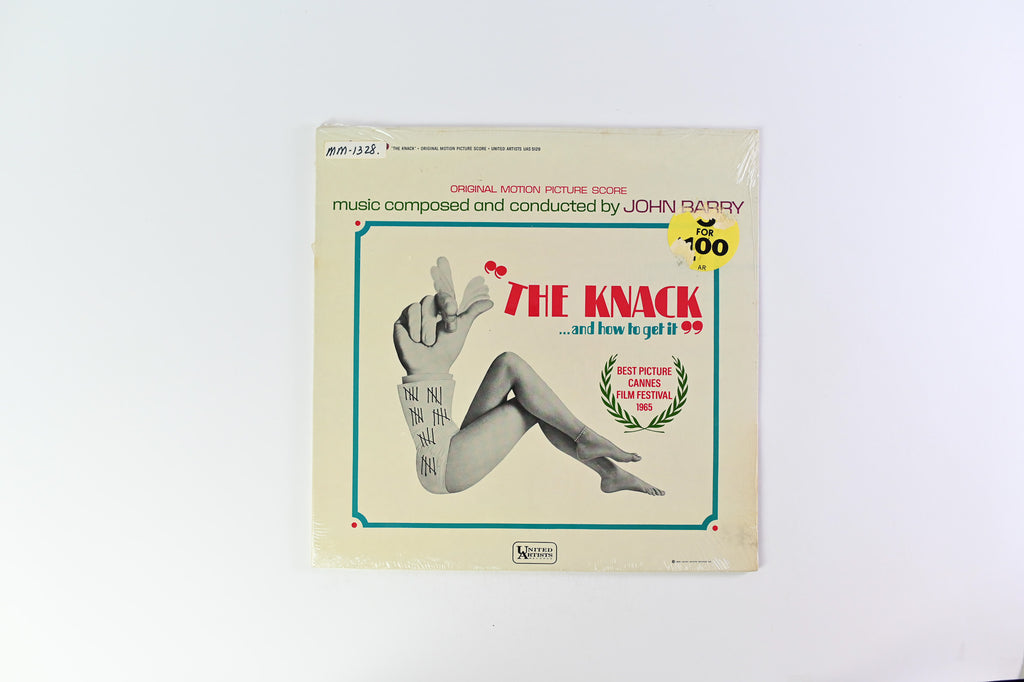 MM-1328.
"THE KNACK" • ORIGINAL MOTION PICTURE SCORE • UNITED ARTISTS UAS 5129
ORIGINAL MOTION PICTURE SCORE
music composed and conducted by JOHN BARRY
FOR
100
AR
"THE KNACK
...and how to get it"
BEST PICTURE
CANNES
FILM FESTIVAL
1965
UNITED
ARTISTS